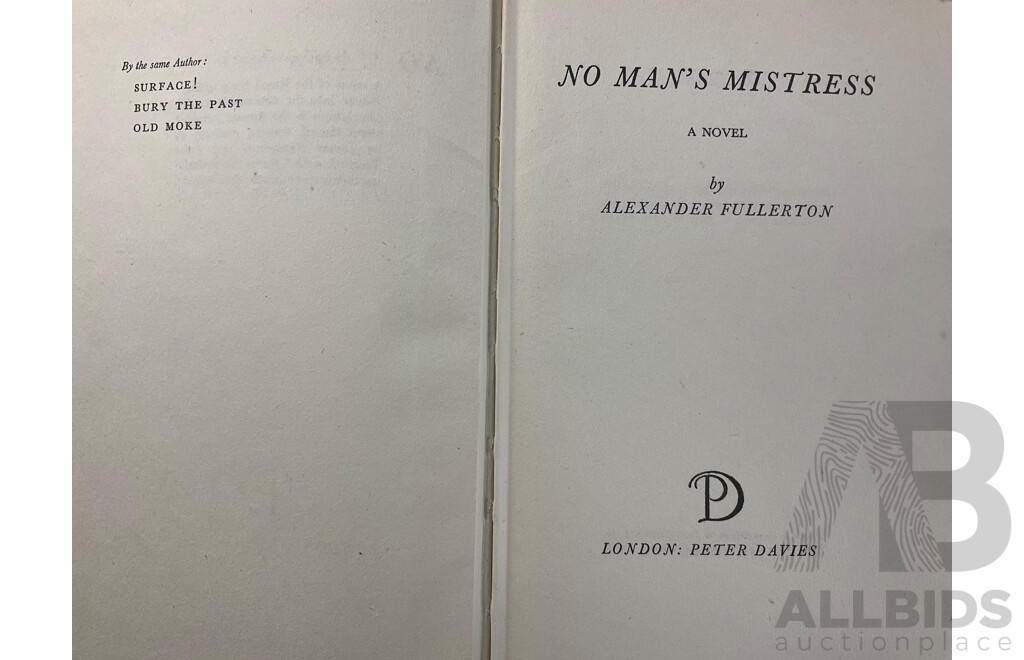 By the same Author:
SURFACE!
BURY THE PAST
OLD MOKE
NO MAN'S MISTRESS
A NOVEL
by
ALEXANDER FULLERTON
PD
LONDON: PETER DAVIES
AB
ALLBIDS
auctionplace